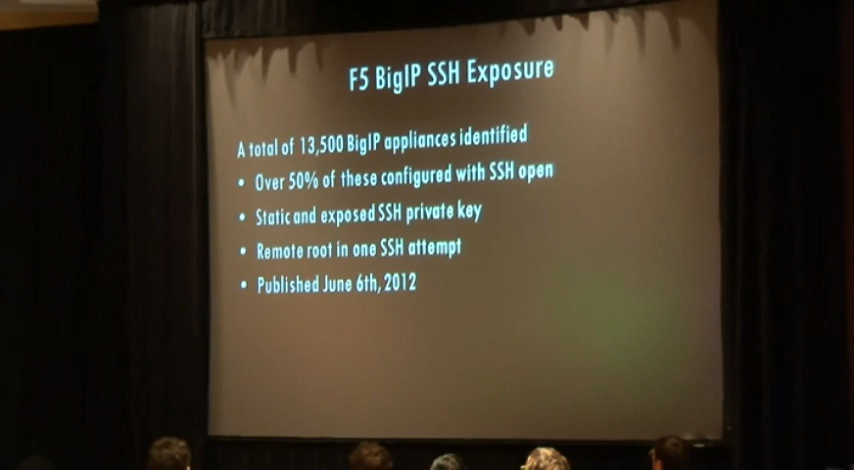 F5 BigIP SSH Exposure
A total of 13,500 BigIP appliances identified
• Over 50% of these configured with SSH open
• Static and exposed SSH private key
• Remote root in one SSH attempt
• Published June 6th, 2012